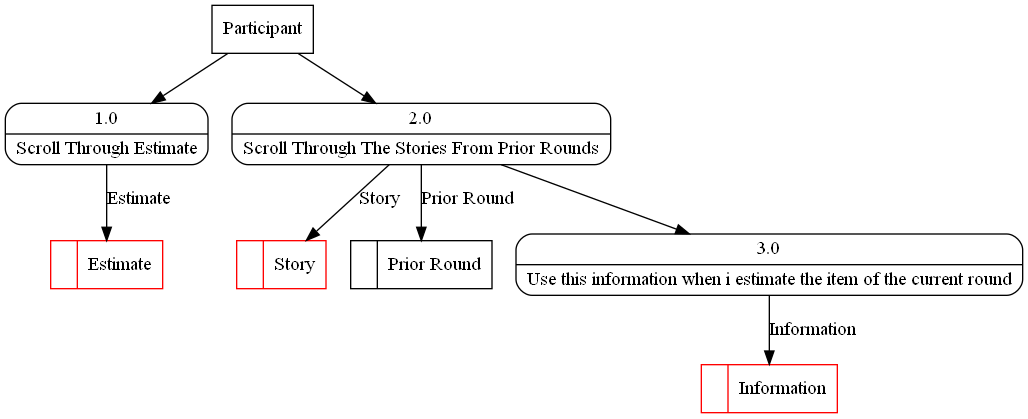 Participant
1.0
Scroll Through Estimate
2.0
Scroll Through The Stories From Prior Rounds
Estimate
Story
Prior Round
Estimate
Story
Prior Round
3.0
Use this information when i estimate the item of the current round
Information
Information